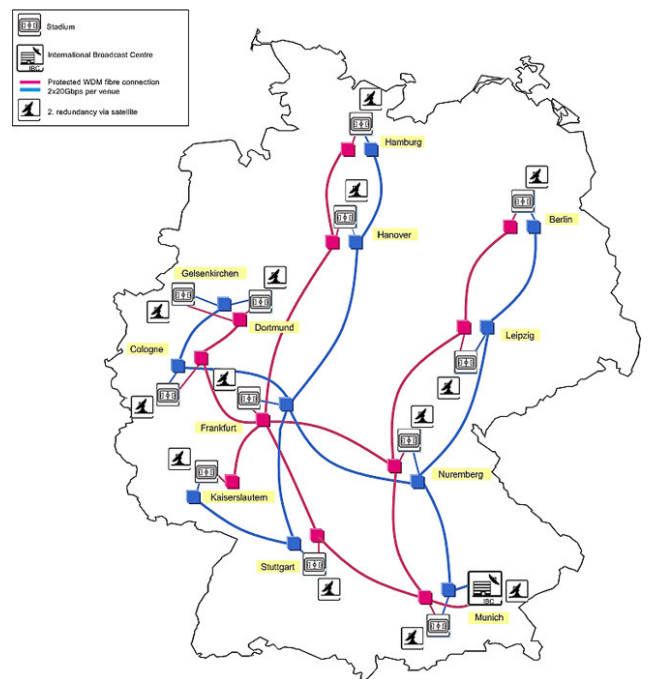 Stadium
International Broadcast Centre
IBC
Protected WDM fibre connection
2x20Gbps per venue
2. redundancy via satellite
Hamburg
Hanover
Berlin
Gelsenkirchen
Dortmund
Leipzig
Cologne
Frankfurt
Nuremberg
Kaiserslautern
Stuttgart
IBC
Munich